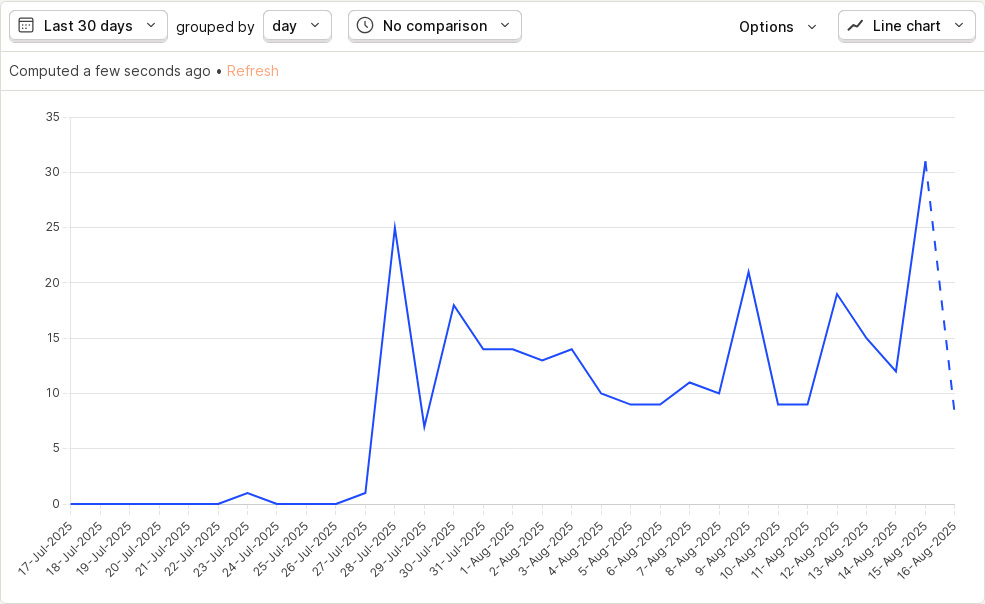 Last 30 days grouped by day No comparison Options Line chart
Computed a few seconds ago • Refresh
35
30
25
20
15
10
5
0
17-Jul-2025
18-Jul-2025
19-Jul-2025
20-Jul-2025
21-Jul-2025
22-Jul-2025
23-Jul-2025
24-Jul-2025
25-Jul-2025
26-Jul-2025
27-Jul-2025
28-Jul-2025
29-Jul-2025
30-Jul-2025
31-Jul-2025
1-Aug-2025
2-Aug-2025
3-Aug-2025
4-Aug-2025
5-Aug-2025
6-Aug-2025
7-Aug-2025
8-Aug-2025
9-Aug-2025
10-Aug-2025
11-Aug-2025
12-Aug-2025
13-Aug-2025
14-Aug-2025
15-Aug-2025
16-Aug-2025